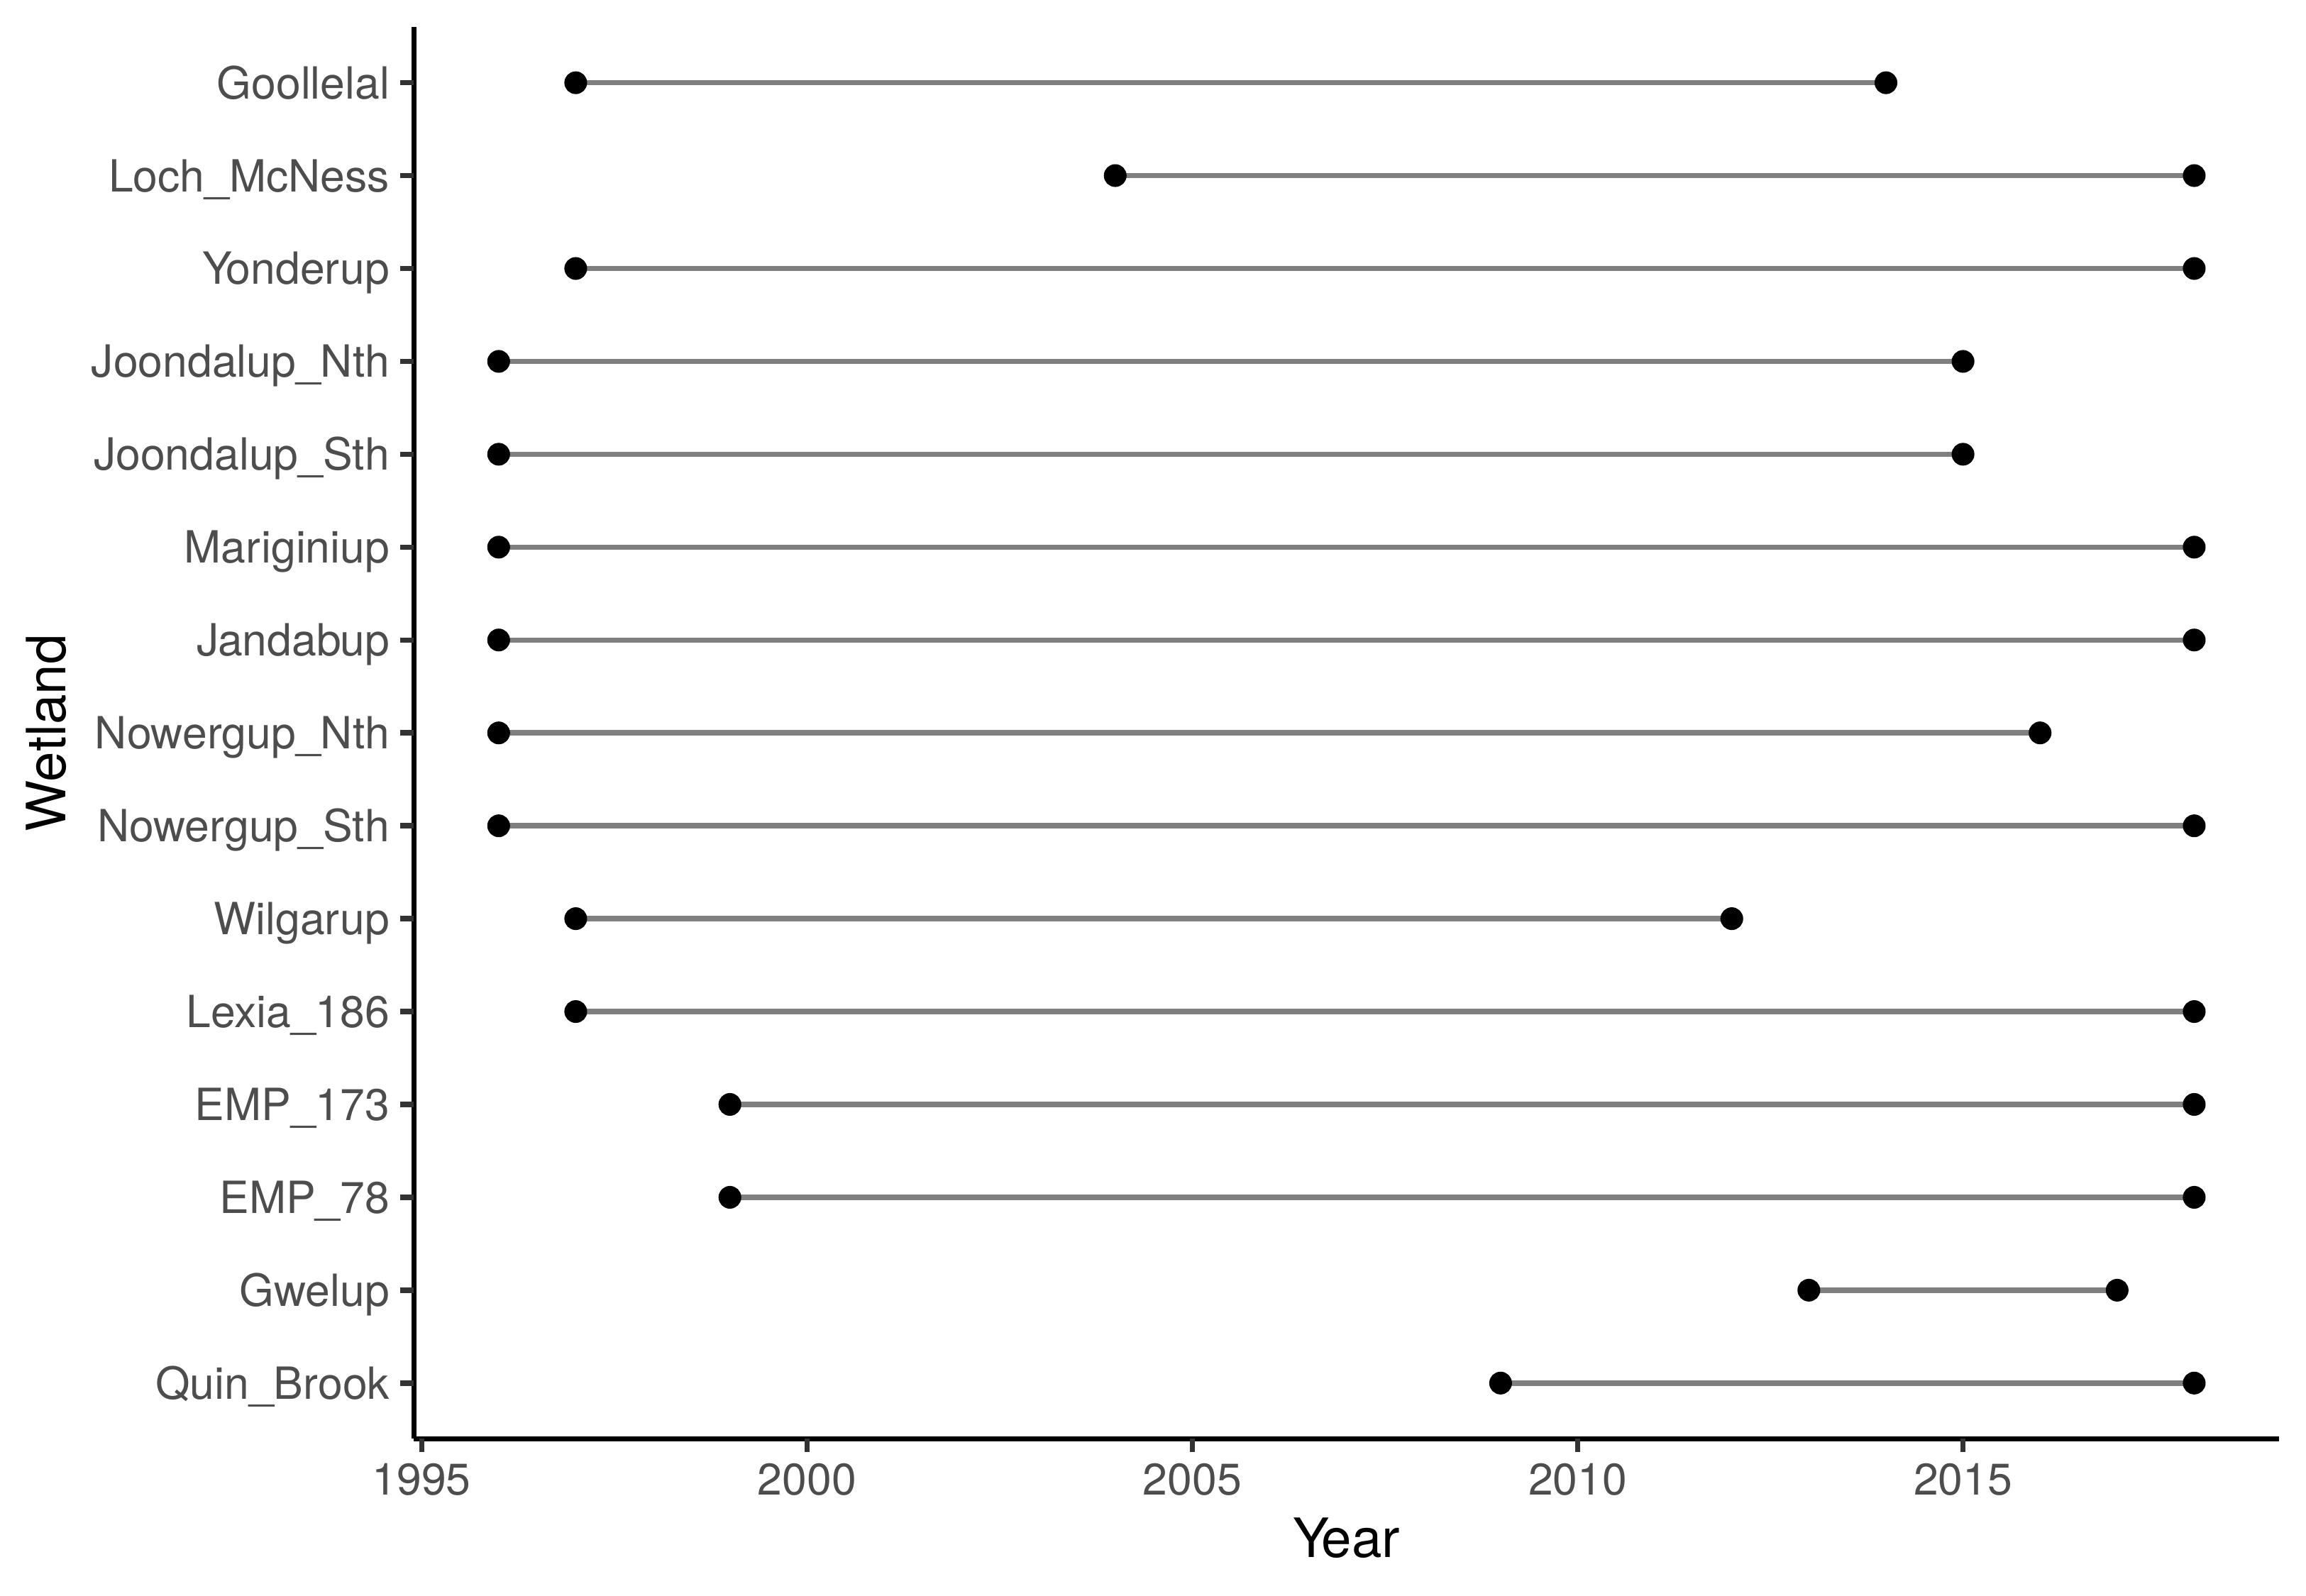 Goollelal
Loch_McNess
Yonderup
Joondalup_Nth
Joondalup_Sth
Mariginiup
Jandabup
Nowergup_Nth
Nowergup_Sth
Wilgarup
Lexia_186
EMP_173
EMP_78
Gwelup
Quin_Brook
Wetland
1995 2000 2005 2010 2015
Year